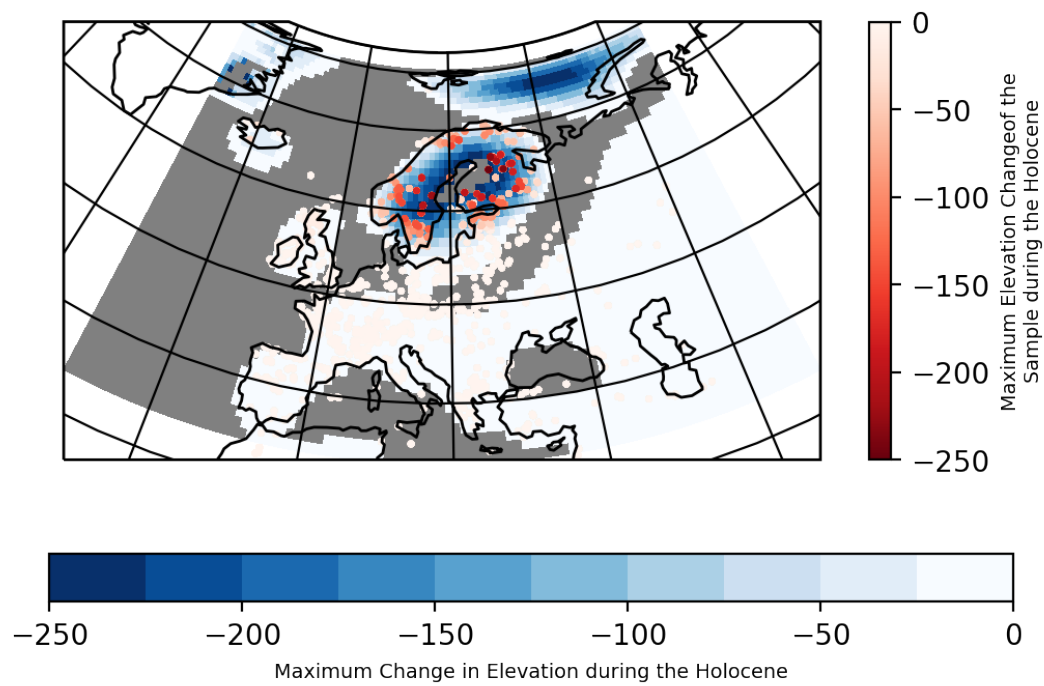 0
−50
−100
−150
−200
−250
Maximum Elevation Changeof the
Sample during the Holocene
−250 −200 −150 −100 −50 0
Maximum Change in Elevation during the Holocene